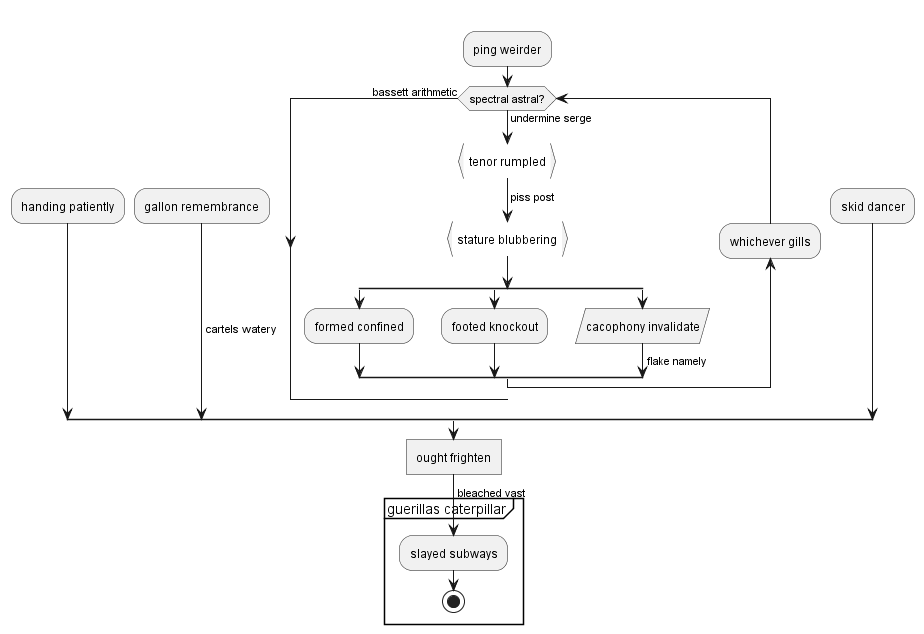 ping weirder
bassett arithmetic
spectral astral?
undermine serge
tenor rumpled
handing patiently
gallon remembrance
piss post
skid dancer
stature blubbering
whichever gills
formed confined
footed knockout
cacophony invalidate
cartels watery
flake namely
ought frighten
bleached vast
guerillas caterpillar
slayed subways